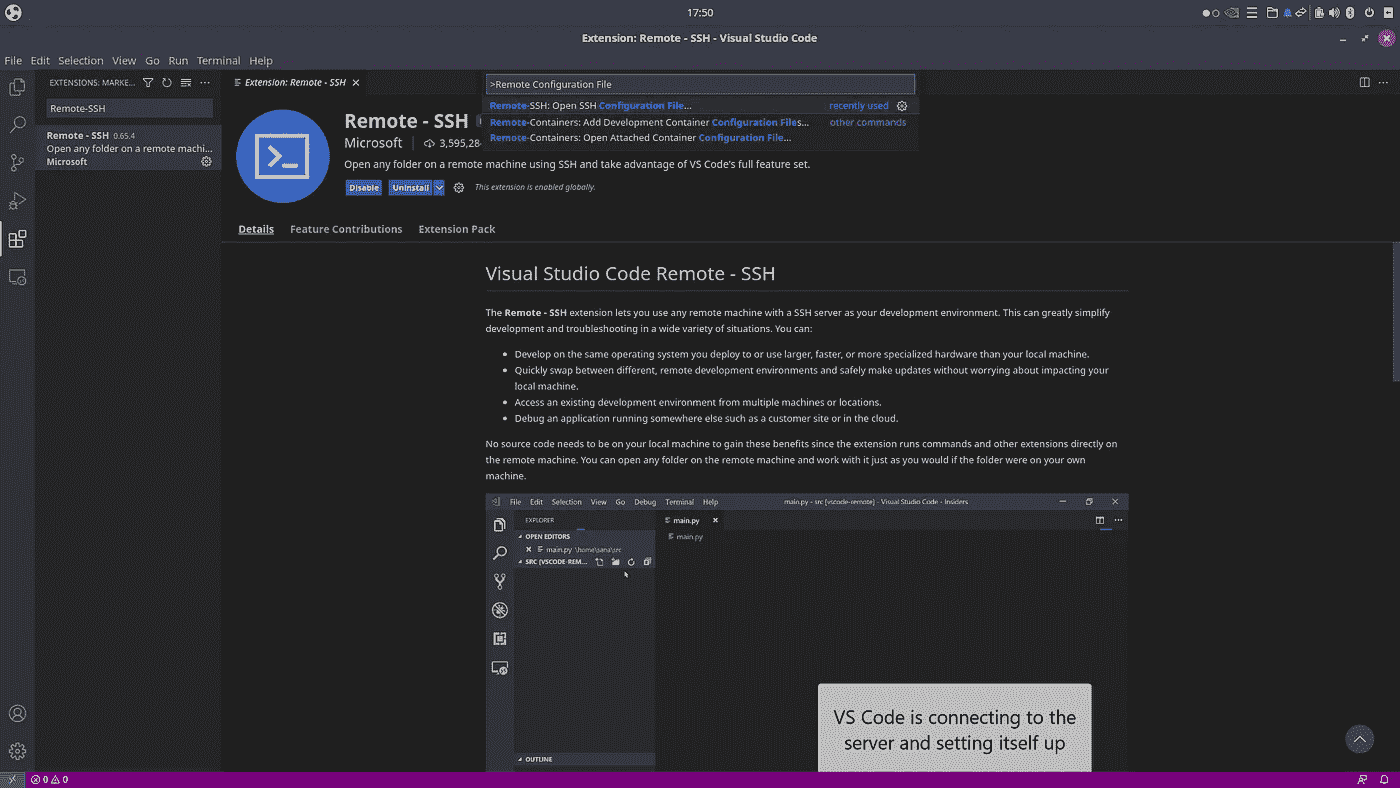 17:50
Extension: Remote - SSH - Visual Studio Code
File Edit Selection View Go Run Terminal Help
EXTENSIONS: MARKE...
Extension: Remote - SSH
>Remote Configuration File
Remote-SSH
Remote-SSH: Open SSH Configuration File... recently used
Remote-Containers: Add Development Container Configuration Files... other commands
Remote-Containers: Open Attached Container Configuration File...
Remote - SSH 0.65.4
Open any folder on a remote machi...
Microsoft
Remote - SSH
Microsoft 3,595,28
Open any folder on a remote machine using SSH and take advantage of VS Code's full feature set.
Disable Uninstall This extension is enabled globally.
Details Feature Contributions Extension Pack
Visual Studio Code Remote - SSH
The Remote - SSH extension lets you use any remote machine with a SSH server as your development environment. This can greatly simplify
development and troubleshooting in a wide variety of situations. You can:
Develop on the same operating system you deploy to or use larger, faster, or more specialized hardware than your local machine.
Quickly swap between different, remote development environments and safely make updates without worrying about impacting your
local machine.
Access an existing development environment from multiple machines or locations.
Debug an application running somewhere else such as a customer site or in the cloud.
No source code needs to be on your local machine to gain these benefits since the extension runs commands and other extensions directly on
the remote machine. You can open any folder on the remote machine and work with it just as you would if the folder were on your own
machine.
File Edit Selection View Go Debug Terminal Help main.py - src [vscode-remote] - Visual Studio Code - Insiders
EXPLORER
main.py
OPEN EDITORS
main.py
main.py \home\sana\src
SRC [VSCODE-REM...
VS Code is connecting to the
server and setting itself up
OUTLINE
0 0